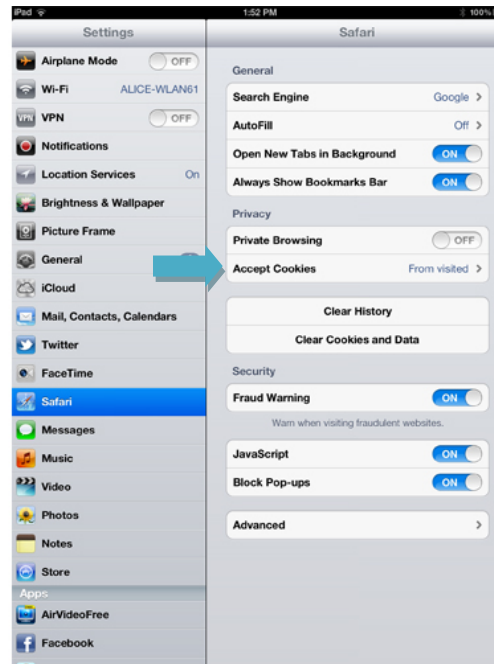 iPad 1:52 PM 100%
Settings
Airplane Mode OFF
Wi-Fi ALICE-WLAN61
VPN VPN OFF
Notifications
Location Services On
Brightness & Wallpaper
Picture Frame
General
iCloud
Mail, Contacts, Calendars
Twitter
FaceTime
Safari
Messages
Music
Video
Photos
Notes
Store
Apps
AirVideoFree
Facebook
Safari
General
Search Engine Google >
AutoFill Off >
Open New Tabs in Background ON
Always Show Bookmarks Bar ON
Privacy
Private Browsing OFF
Accept Cookies From visited >
Clear History
Clear Cookies and Data
Security
Fraud Warning ON
Warn when visiting fraudulent websites.
JavaScript ON
Block Pop-ups ON
Advanced >